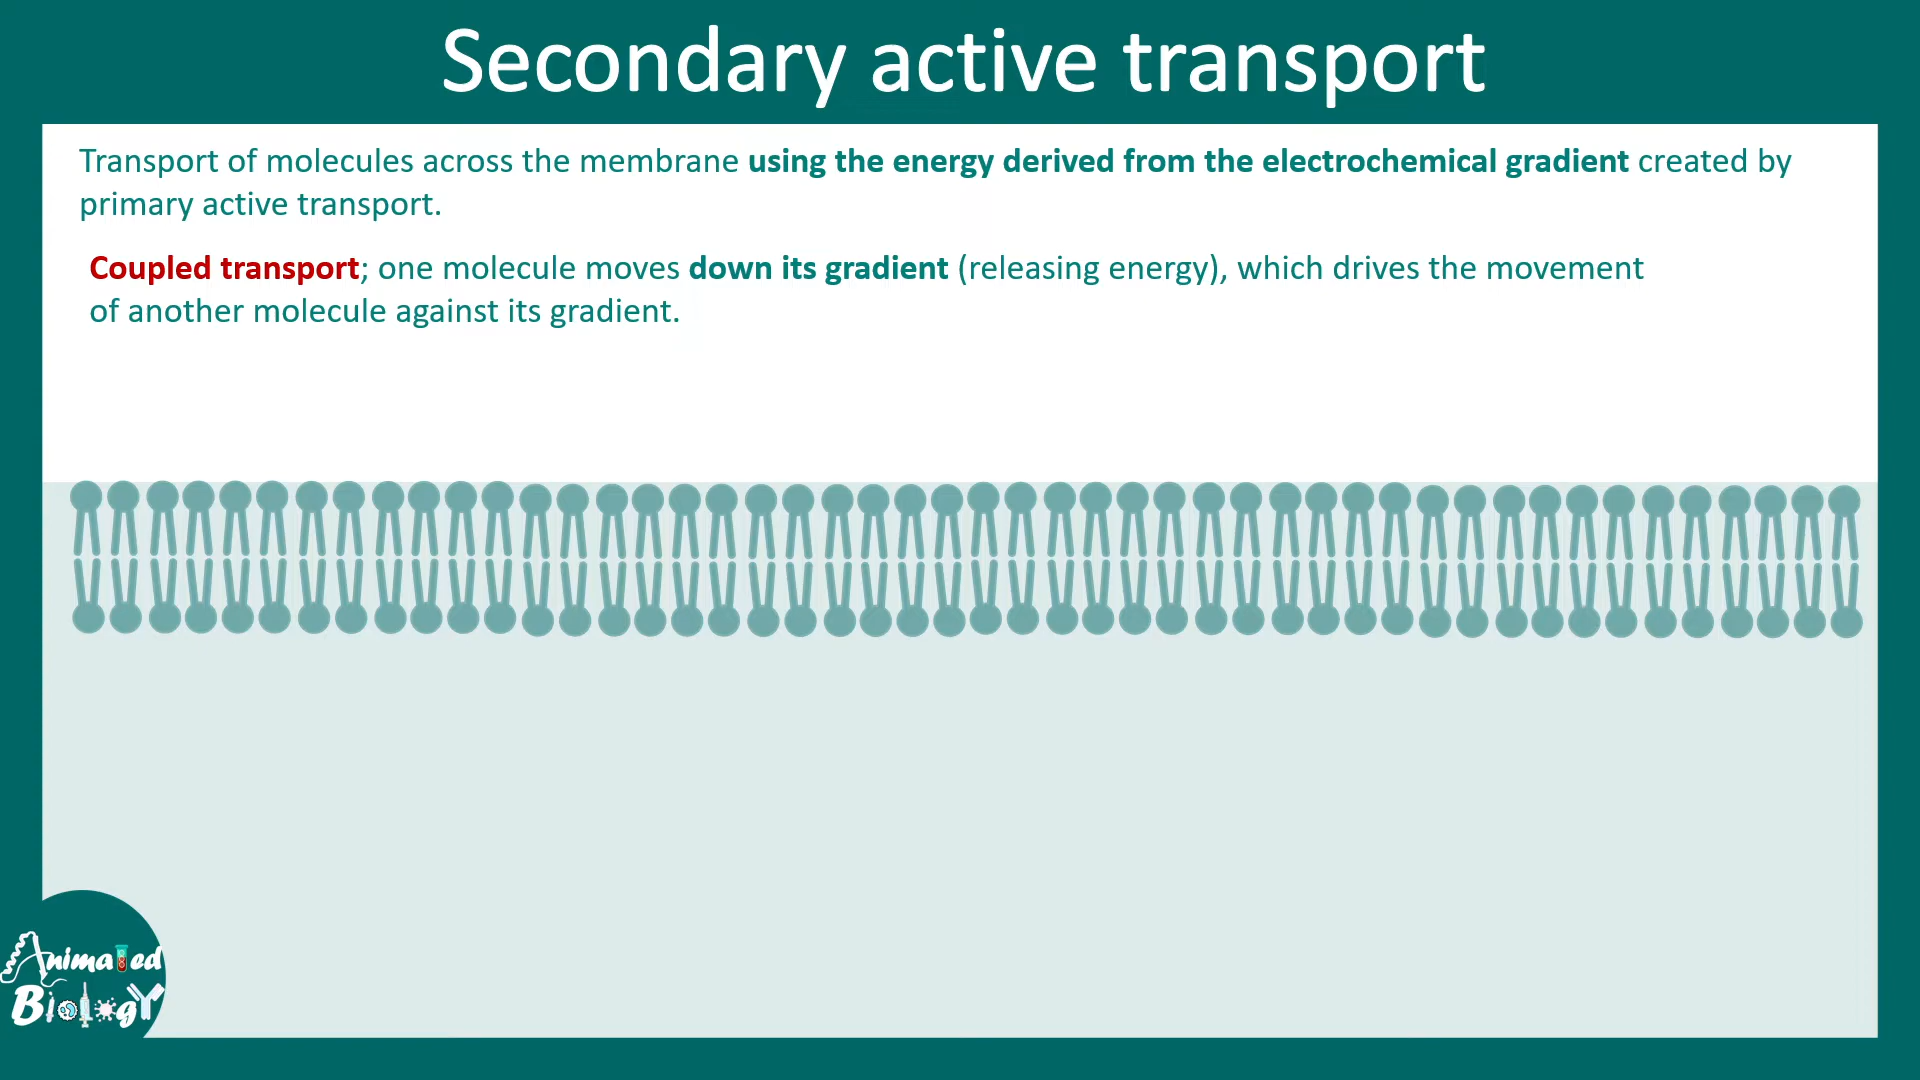 Secondary active transport
Transport of molecules across the membrane using the energy derived from the electrochemical gradient created by
primary active transport.
Coupled transport; one molecule moves down its gradient (releasing energy), which drives the movement
of another molecule against its gradient.
Animated
Biology